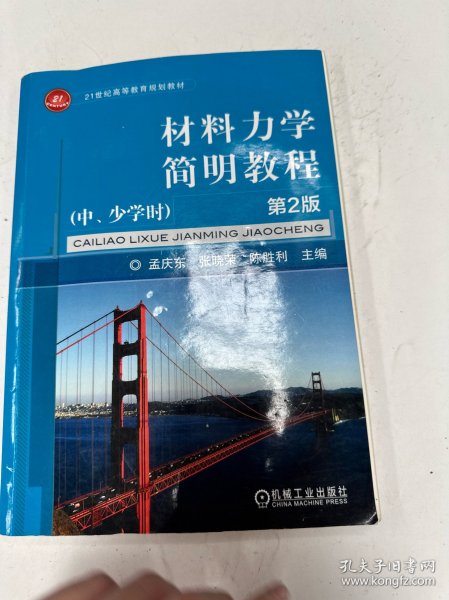 21
CENTURY
21世纪高等教育规划教材
材料力学
简明教程
(中、少学时)
第2版
CAILIAO LIXUE JIANMING JIAOCHENG
◎ 孟庆东 张晓荣 陈胜利 主编
机械工业出版社
CHINA MACHINE PRESS
孔夫子旧书网
www.kongfz.com